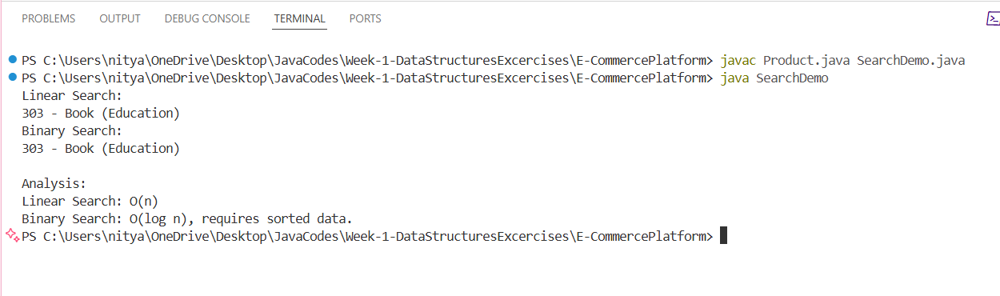 PROBLEMS OUTPUT DEBUG CONSOLE TERMINAL PORTS
PS C:\Users\nitya\OneDrive\Desktop\JavaCodes\Week-1-DataStructuresExcercises\E-CommercePlatform> javac Product.java SearchDemo.java
PS C:\Users\nitya\OneDrive\Desktop\JavaCodes\Week-1-DataStructuresExcercises\E-CommercePlatform> java SearchDemo
Linear Search:
303 - Book (Education)
Binary Search:
303 - Book (Education)
Analysis:
Linear Search: O(n)
Binary Search: O(log n), requires sorted data.
PS C:\Users\nitya\OneDrive\Desktop\JavaCodes\Week-1-DataStructuresExcercises\E-CommercePlatform>